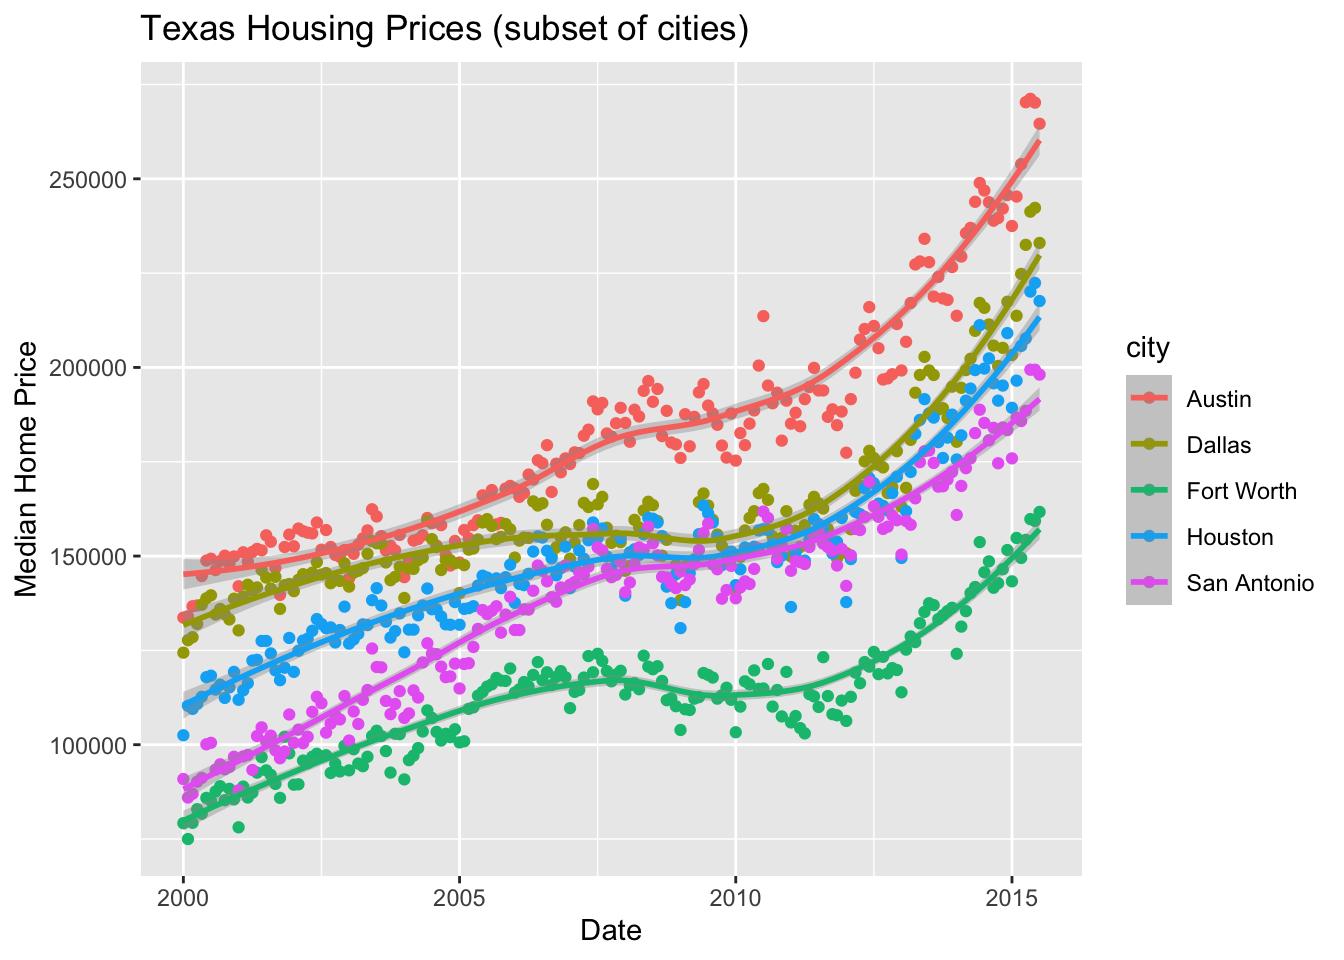 Texas Housing Prices (subset of cities)
Median Home Price
250000
200000
150000
100000
2000 2005 2010 2015
Date
city
Austin
Dallas
Fort Worth
Houston
San Antonio